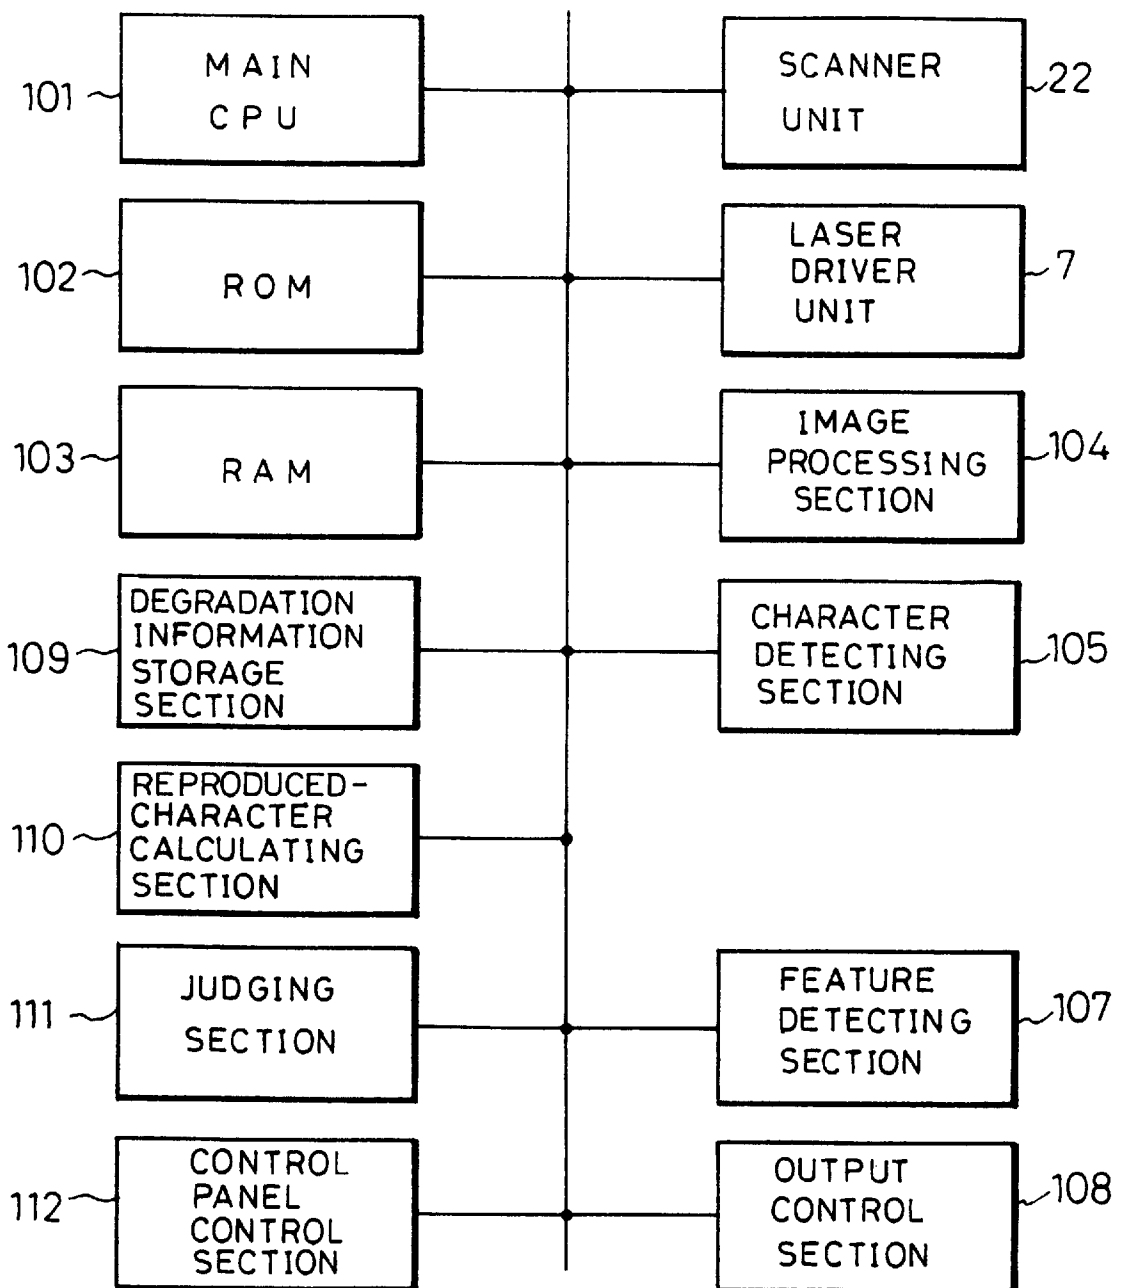 101
MAIN
CPU
SCANNER
UNIT
22
102
ROM
LASER
DRIVER
UNIT
7
103
RAM
IMAGE
PROCESSING
SECTION
104
109
DEGRADATION
INFORMATION
STORAGE
SECTION
CHARACTER
DETECTING
SECTION
105
110
REPRODUCED-
CHARACTER
CALCULATING
SECTION
111
JUDGING
SECTION
FEATURE
DETECTING
SECTION
107
112
CONTROL
PANEL
CONTROL
SECTION
OUTPUT
CONTROL
SECTION
108